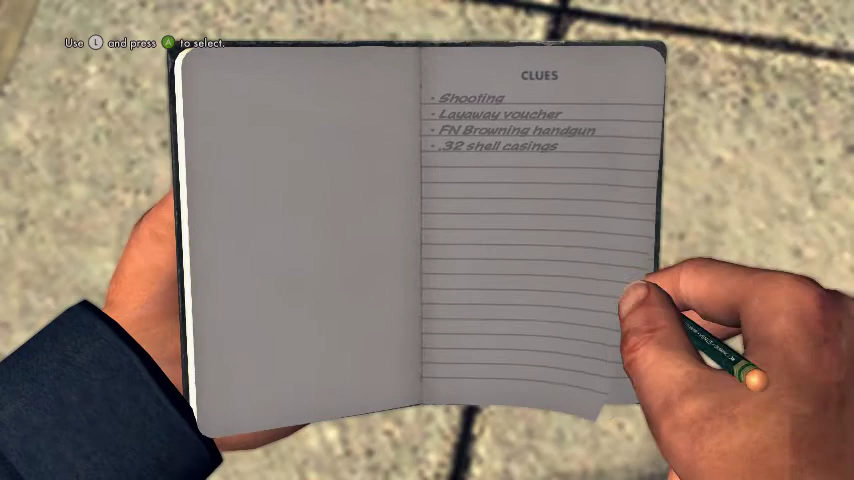 Use L and press A to select.
CLUES
- Shooting
- Layaway voucher
- FN Browning handgun
- .32 shell casings